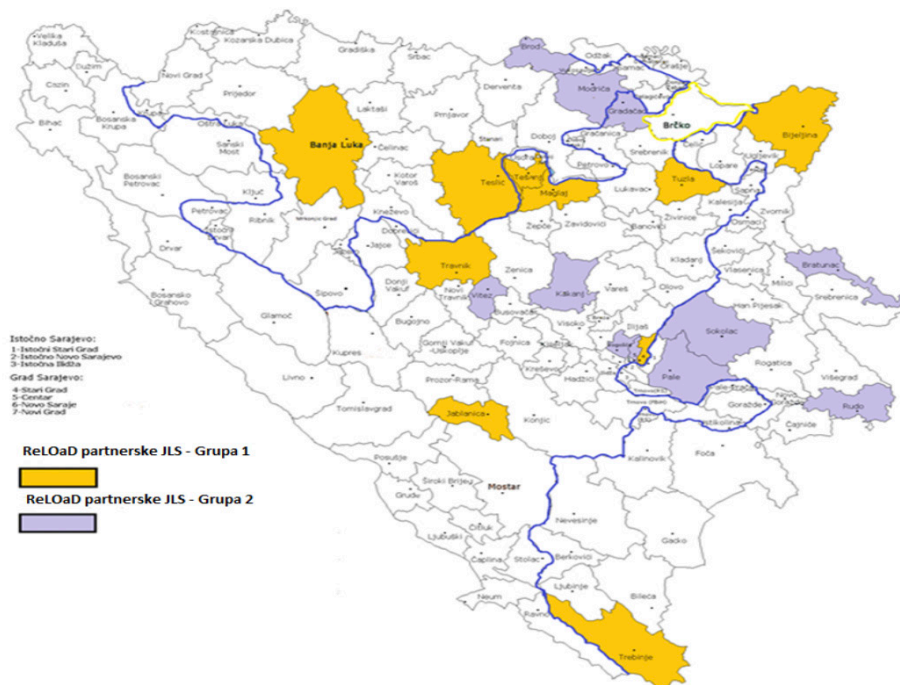 Kostajnica
Kozarska Dubica
Velika
Kladuša
Gradiška
Srbac
Brod
Odžak
Orašje
Novi Grad
Cazin
Prijedor
Laktaši
Derventa
Modriča
Gradačac
Bihać
Bosanska
Krupa
Prnjavor
Brčko
Bijeljina
Banja Luka
Čelinac
Stanari
Doboj
Gračanica
Sanski
Most
Petrovo
Srebrenik
Čelić
Lopare
Ugljevik
Kotor
Varoš
Teslić
Tešanj
Maglaj
Lukavac
Tuzla
Sapna
Bosanski
Petrovac
Ključ
Kalesija
Zvornik
Petrovac
Ribnik
Kneževo
Žepče
Zavidovići
Banovići
Živinice
Osmaci
Drvar
Dobretići
Jajce
Šekovići
Travnik
Zenica
Kladanj
Vlasenica
Bratunac
Šipovo
Donji
Vakuf
Novi
Travnik
Vitez
Kakanj
Vareš
Olovo
Milići
Bosansko
Grahovo
Busovača
Han Pijesak
Srebrenica
Glamoč
Bugojno
Visoko
Ilijaš
Sokolac
Istočno Sarajevo:
1-Istočni Stari Grad
2-Istočno Novo Sarajevo
3-Istočna Ilidža
Kupres
Gornji Vakuf
-Uskoplje
Fojnica
Kreševo
Rogatica
Grad Sarajevo:
4-Stari Grad
5-Centar
6-Novo Saraje
7-Novi Grad
Livno
Prozor-Rama
Hadžići
Pale
Višegrad
Goražde
Rudo
Tomislavgrad
Jablanica
Konjic
Čajniče
ReLOaD partnerske JLS - Grupa 1
Posušje
Kalinovik
Foča
ReLOaD partnerske JLS - Grupa 2
Široki Brijeg
Mostar
Grude
Čitluk
Nevesinje
Ljubuški
Gacko
Čapljina
Stolac
Berkovići
Neum
Ljubinje
Bileća
Ravno
Trebinje